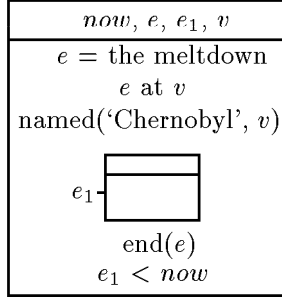 now, e, e₁, v
e = the meltdown
e at v
named(‘Chernobyl’, v)
e₁
end(e)
e₁ < now